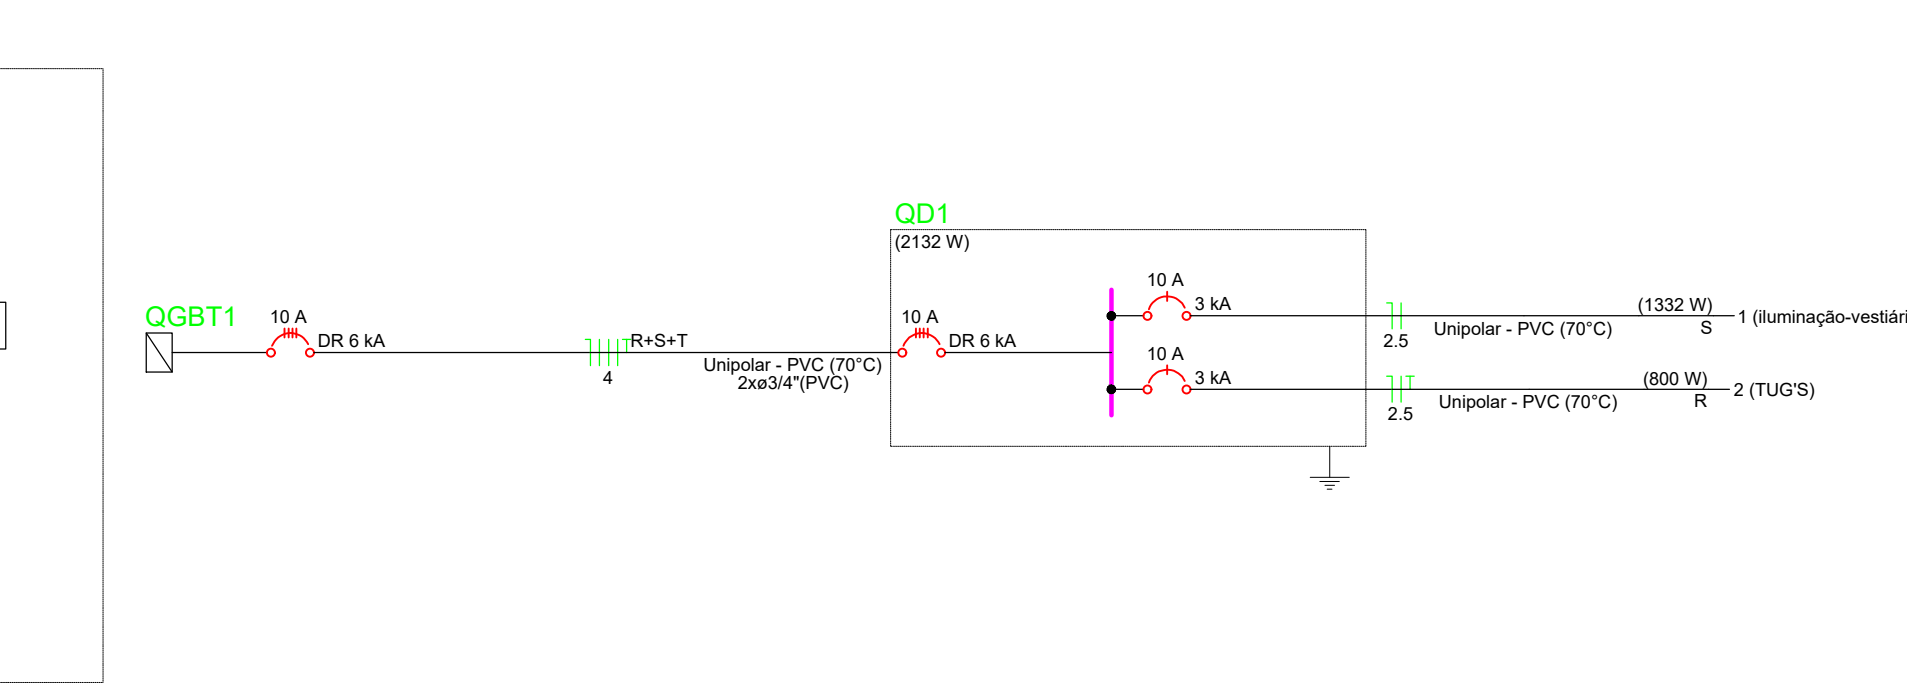 QGBT1
10 A
DR 6 kA
R+S+T
4
Unipolar - PVC (70°C)
2xø3/4"(PVC)
QD1
(2132 W)
10 A
DR 6 kA
10 A
3 kA
2.5
Unipolar - PVC (70°C)
(1332 W)
S
1 (iluminação-vestiári
10 A
3 kA
T
2.5
Unipolar - PVC (70°C)
(800 W)
R
2 (TUG'S)